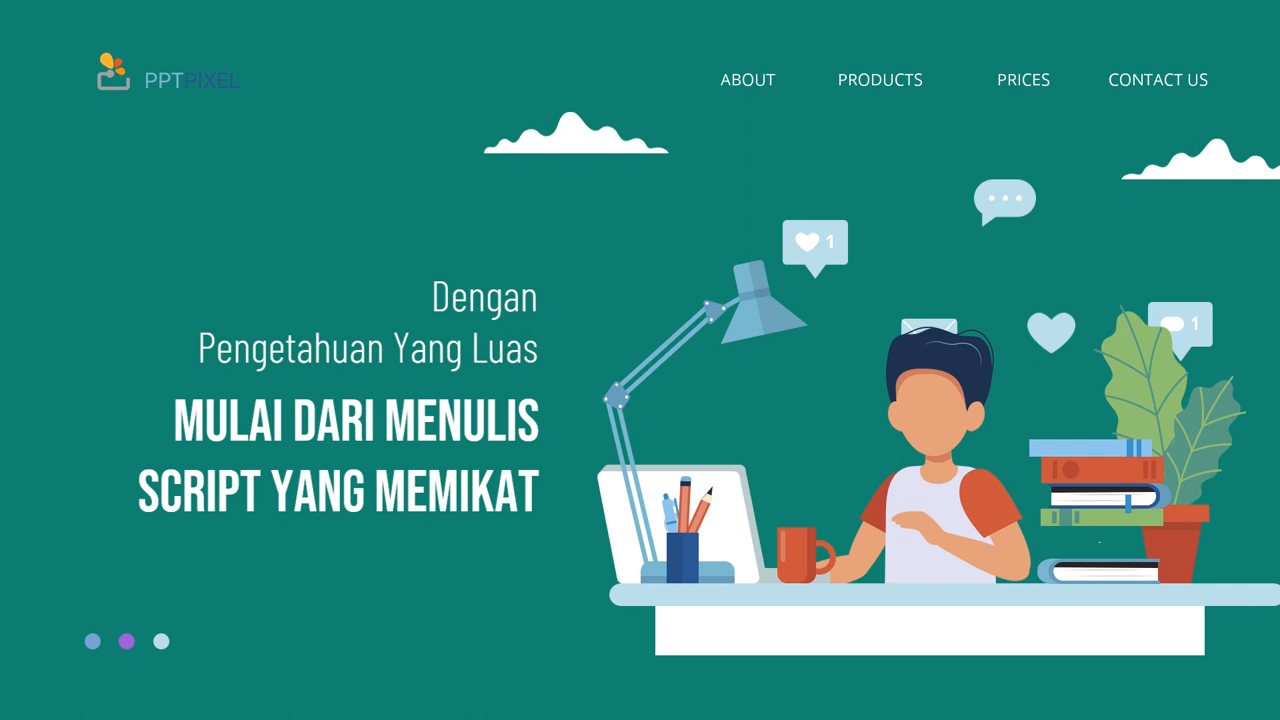 PPTPIXEL
ABOUT PRODUCTS PRICES CONTACT US
1
1
Dengan
Pengetahuan Yang Luas
MULAI DARI MENULIS
SCRIPT YANG MEMIKAT